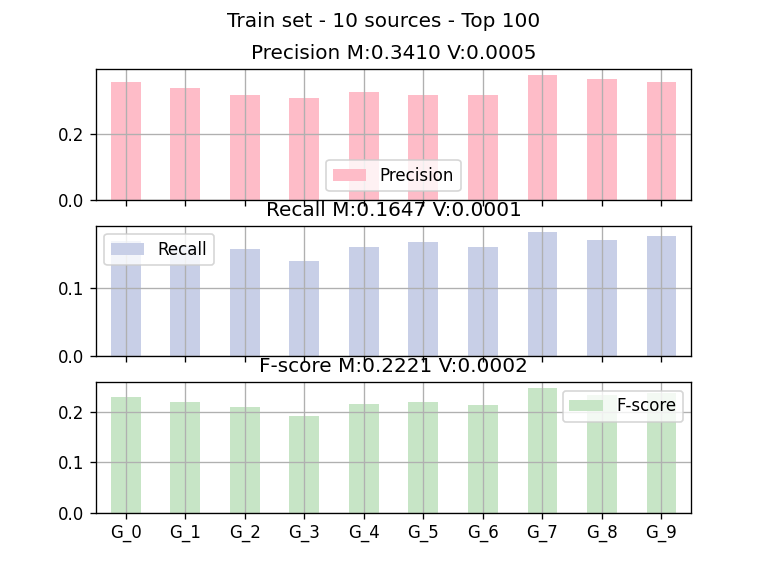 Train set - 10 sources - Top 100
Precision M:0.3410 V:0.0005
0.2
0.0
Precision
Recall M:0.1647 V:0.0001
0.1
0.0
Recall
F-score M:0.2221 V:0.0002
0.2
0.1
0.0
F-score
G_0 G_1 G_2 G_3 G_4 G_5 G_6 G_7 G_8 G_9